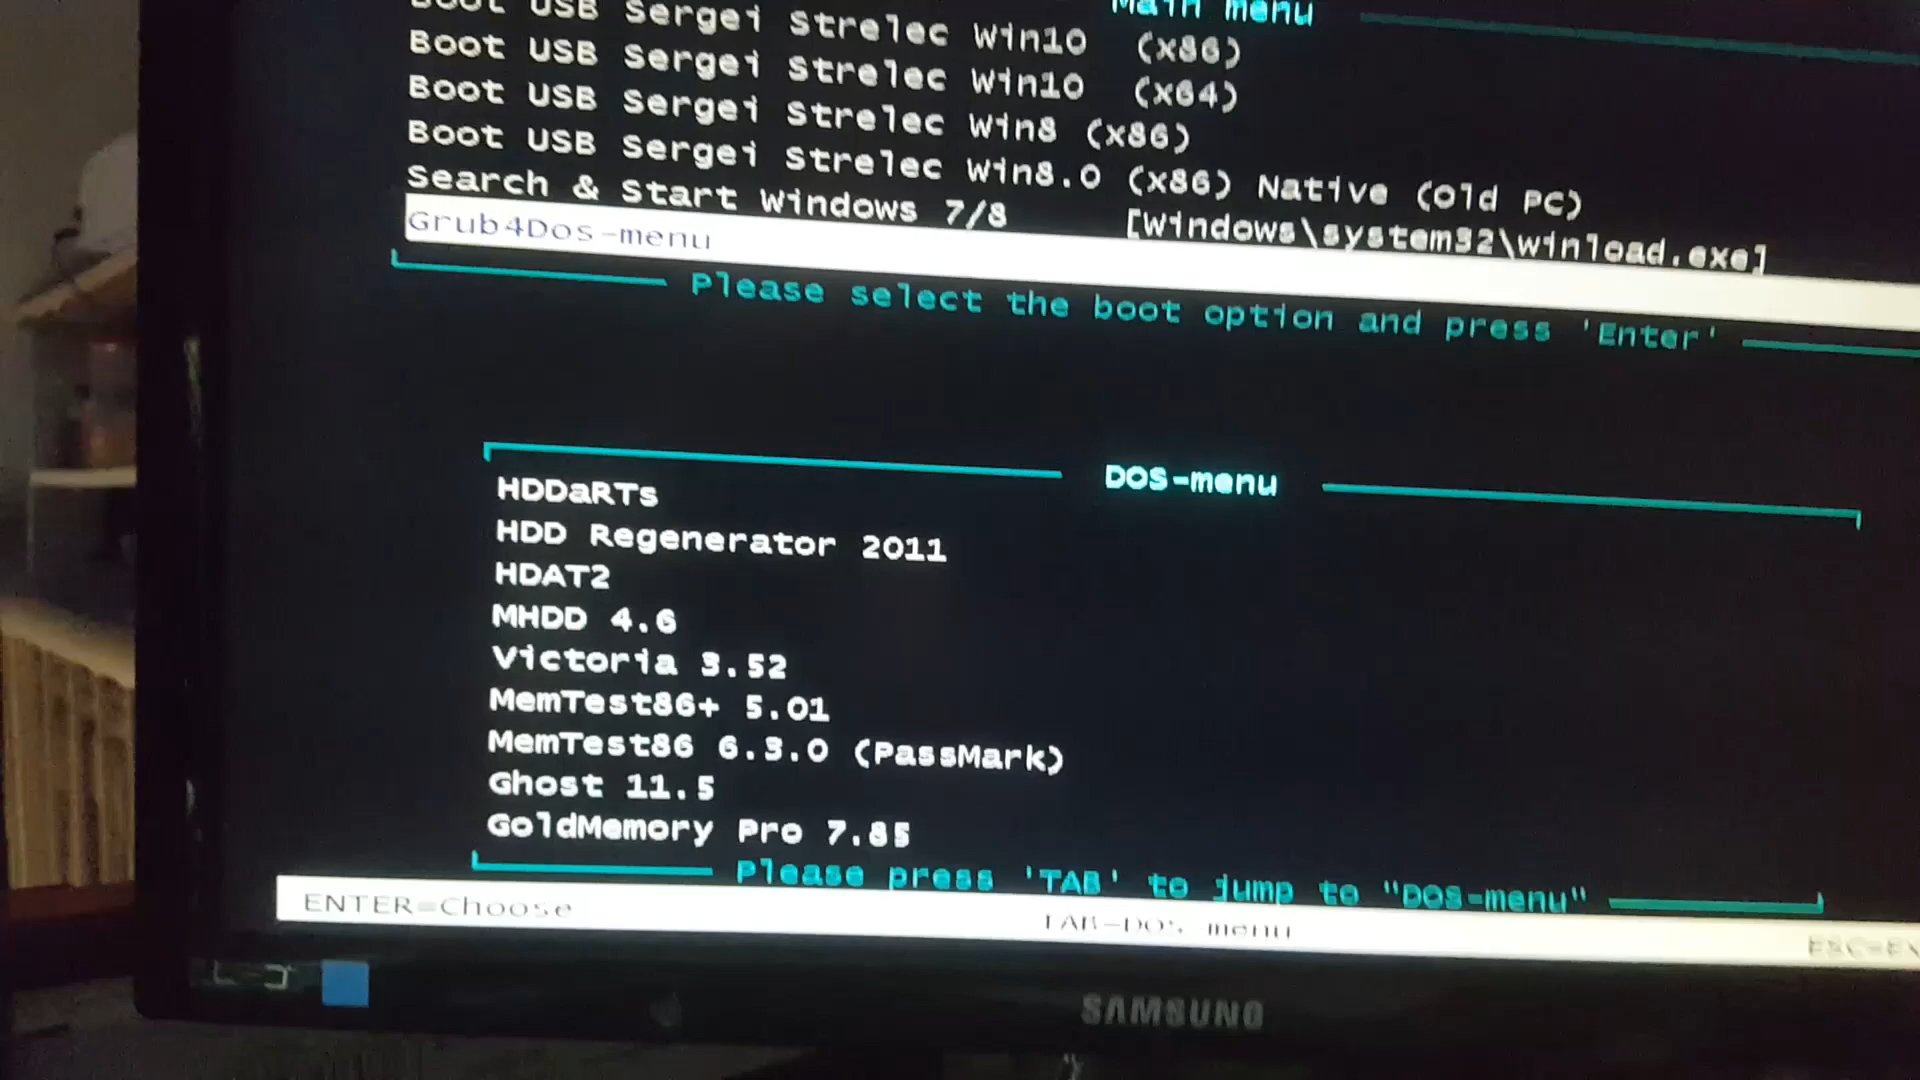 Main menu
Boot USB Sergei Strelec Win10 (x86)
Boot USB Sergei Strelec Win10 (x64)
Boot USB Sergei Strelec Win8 (x86)
Boot USB Sergei Strelec Win8.0 (x86) Native (Old PC)
Search & Start Windows 7/8 [Windows\system32\winload.exe]
Grub4Dos-menu
Please select the boot option and press 'Enter'
DOS-menu
HDDaRTs
HDD Regenerator 2011
HDAT2
MHDD 4.6
Victoria 3.52
MemTest86+ 5.01
MemTest86 6.3.0 (PassMark)
Ghost 11.5
GoldMemory Pro 7.85
Please press 'TAB' to jump to "DOS-menu"
ENTER=Choose TAB-DOS menu
SAMSUNG